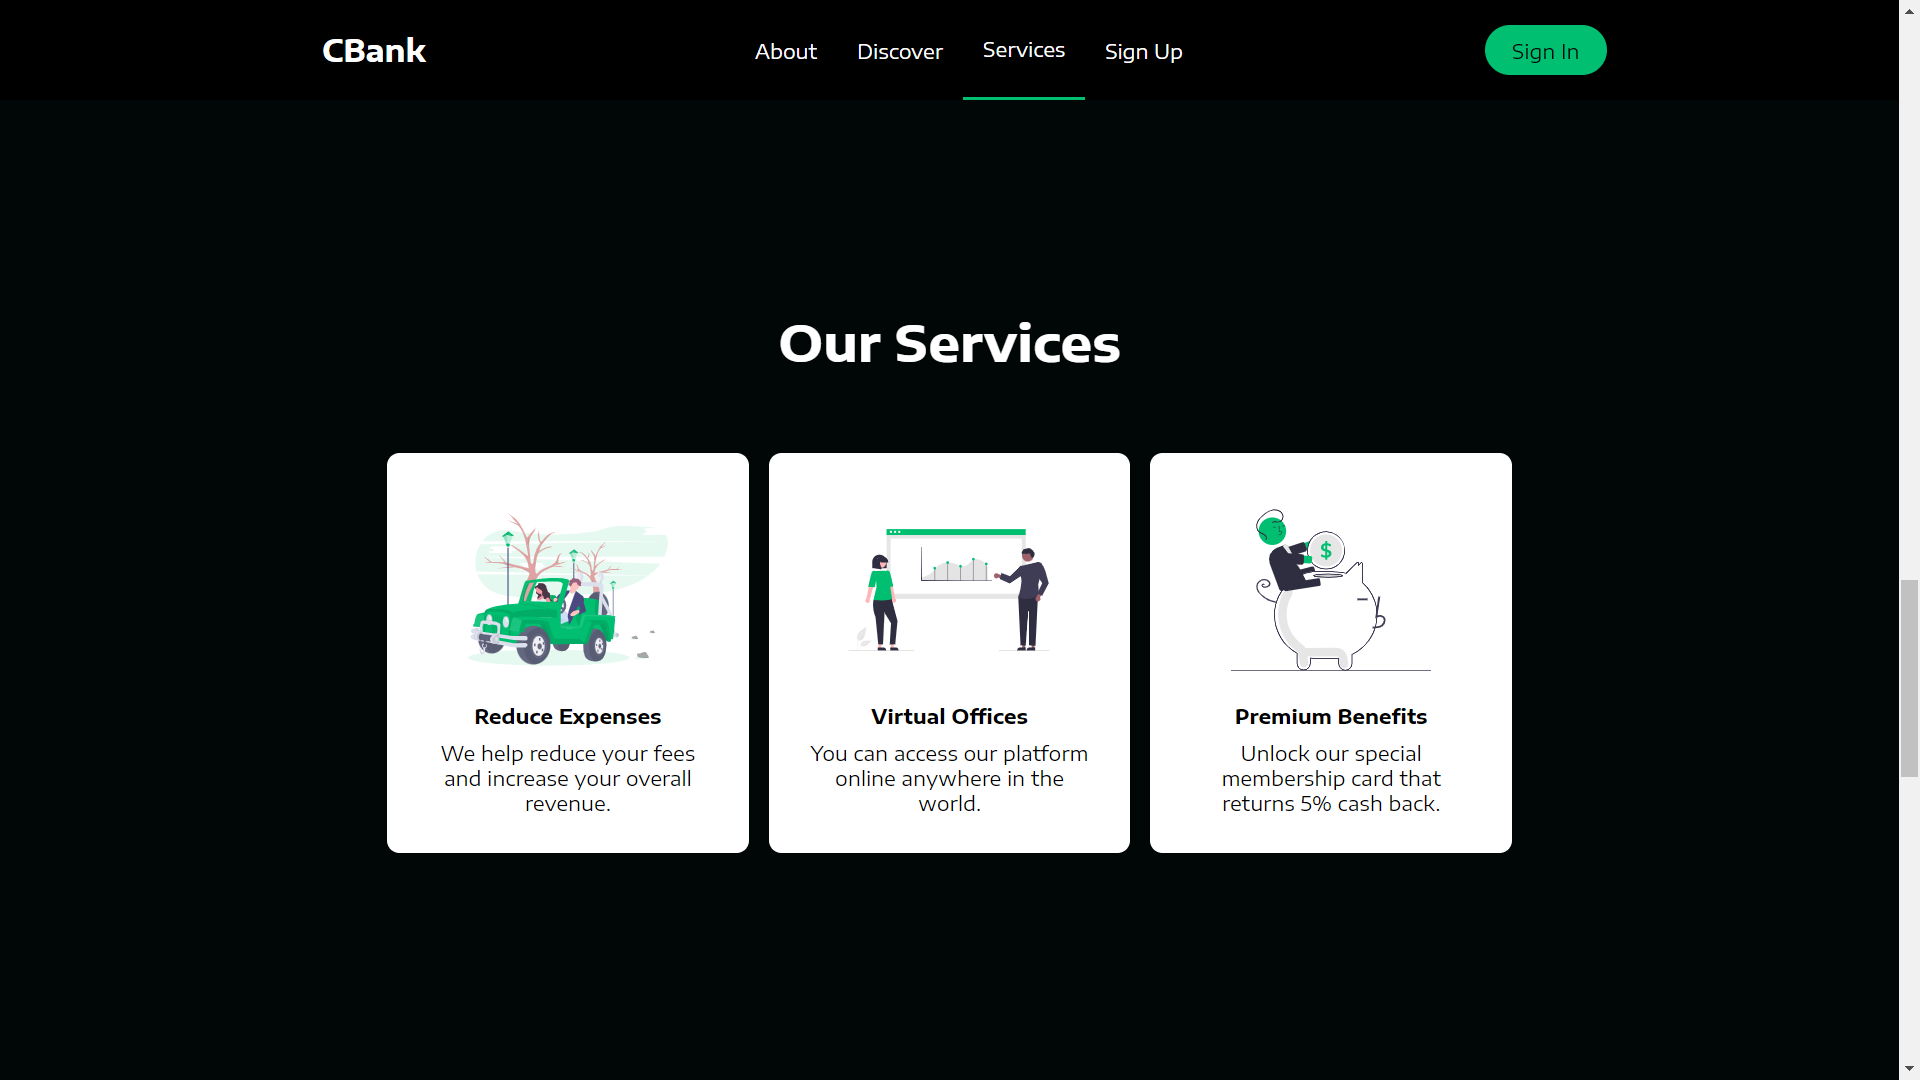 CBank
About
Discover
Services
Sign Up
Sign In
Our Services
$
Reduce Expenses
We help reduce your fees
and increase your overall
revenue.
Virtual Offices
You can access our platform
online anywhere in the
world.
Premium Benefits
Unlock our special
membership card that
returns 5% cash back.